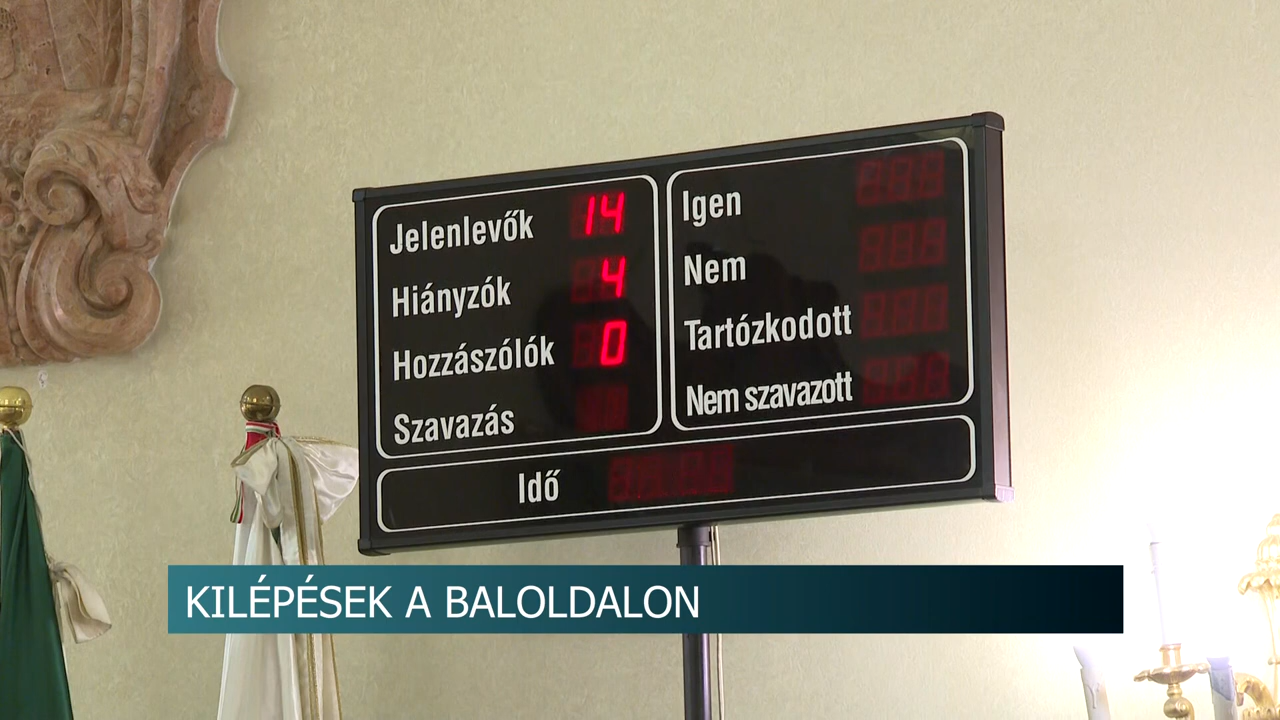 Jelenlevők 14
Hiányzók 4
Hozzászólók 0
Szavazás
Igen
Nem
Tartózkodott
Nem szavazott
Idő
KILÉPÉSEK A BALOLDALON